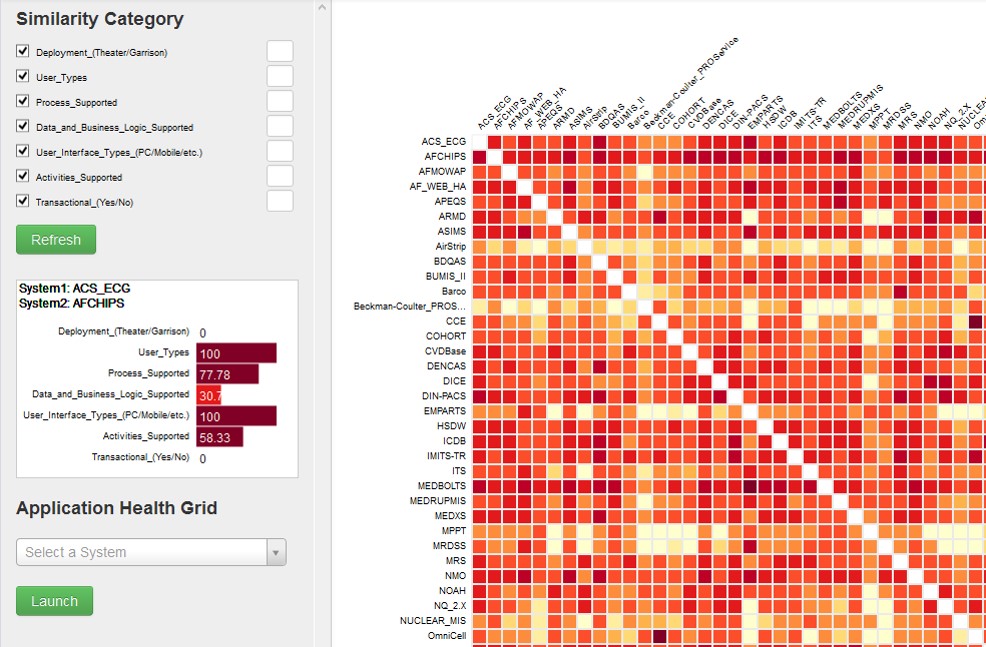 Similarity Category
Deployment_(Theater/Garrison)
User_Types
Process_Supported
Data_and_Business_Logic_Supported
User_Interface_Types_(PC/Mobile/etc.)
Activities_Supported
Transactional_(Yes/No)
Refresh
System1: ACS_ECG
System2: AFCHIPS
Deployment_(Theater/Garrison) 0
User_Types 100
Process_Supported 77.78
Data_and_Business_Logic_Supported 30.7
User_Interface_Types_(PC/Mobile/etc.) 100
Activities_Supported 58.33
Transactional_(Yes/No) 0
Application Health Grid
Select a System
Launch
ACS_ECG
AFCHIPS
AFMOWAP
AF_WEB_HA
APEQS
ARMD
ASIMS
AirStrip
BDQAS
BUMIS_II
Barco
Beckman-Coulter_PROService
CCE
COHORT
CVDBase
DENCAS
DICE
DIN-PACS
EMPARTS
HSDW
ICDB
IMITS-TR
ITS
MEDBOLTS
MEDRUPMIS
MEDXS
MPPT
MRDSS
MRS
NMO
NOAH
NQ_2.X
NUCLEAR
ACS_ECG
AFCHIPS
AFMOWAP
AF_WEB_HA
APEQS
ARMD
ASIMS
AirStrip
BDQAS
BUMIS_II
Barco
Beckman-Coulter_PROS...
CCE
COHORT
CVDBase
DENCAS
DICE
DIN-PACS
EMPARTS
HSDW
ICDB
IMITS-TR
ITS
MEDBOLTS
MEDRUPMIS
MEDXS
MPPT
MRDSS
MRS
NMO
NOAH
NQ_2.X
NUCLEAR_MIS
OmniCell